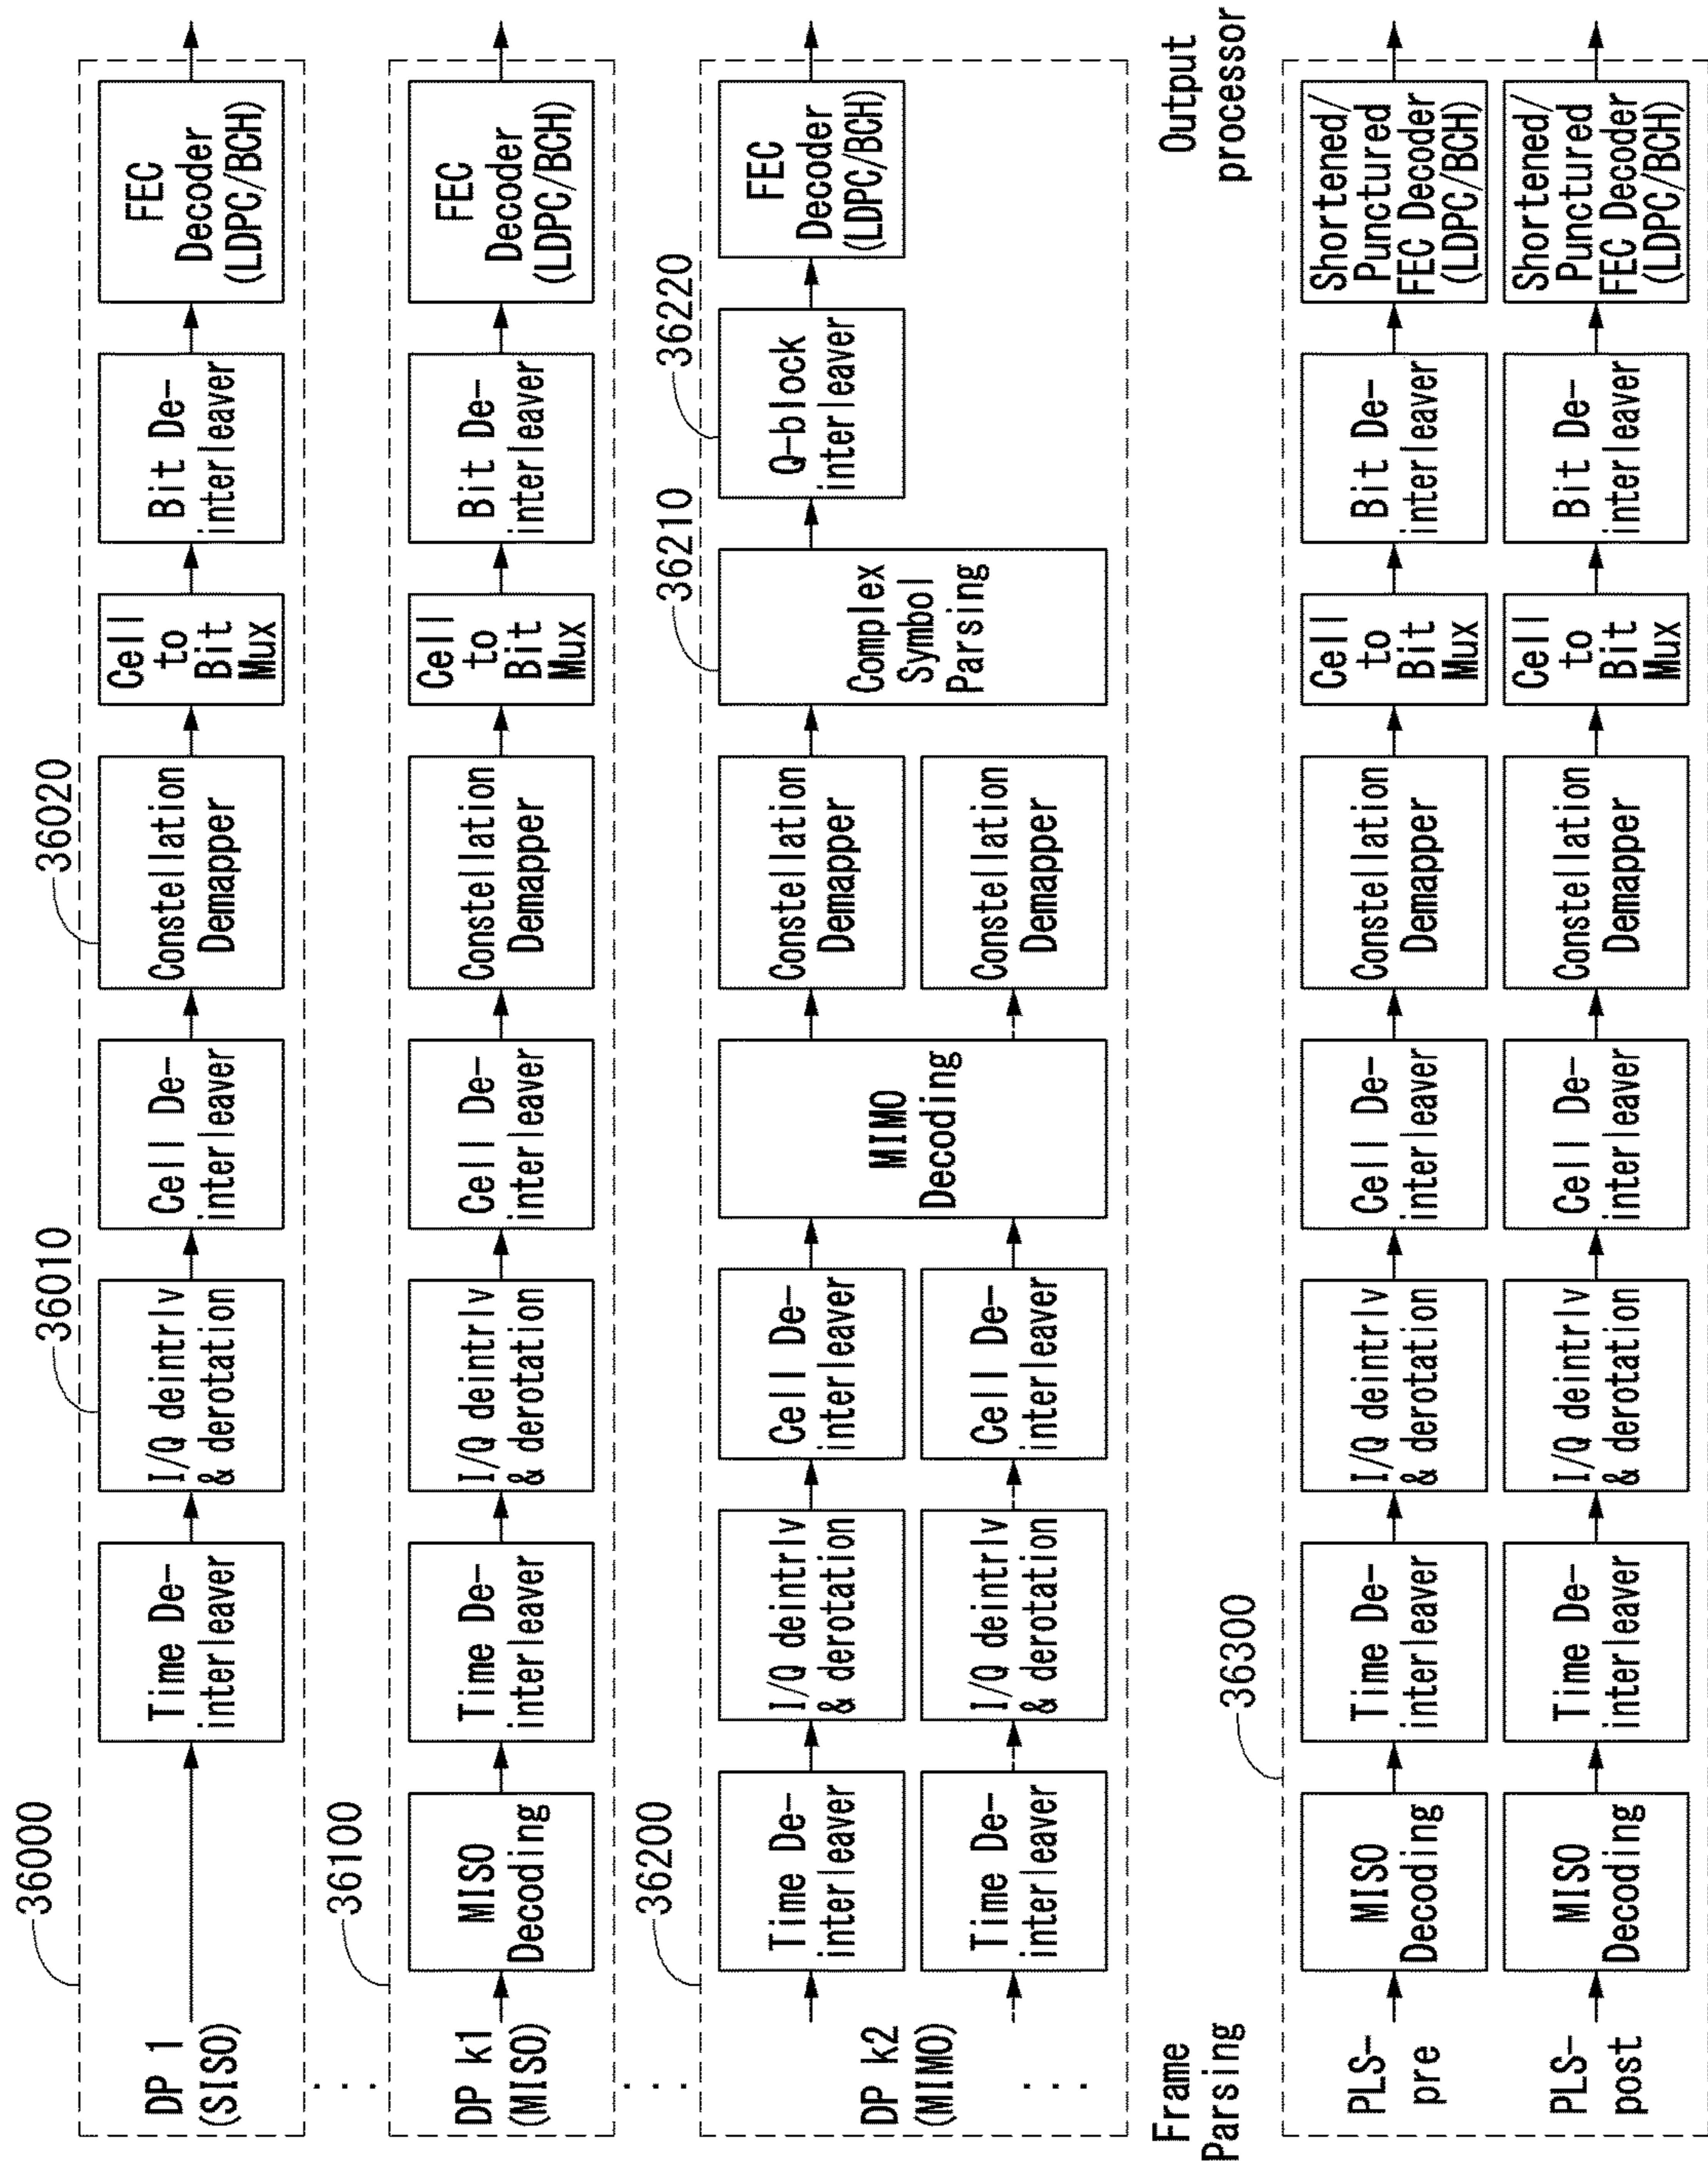 36000
DP 1
(SISO)
Time De-
interleaver
36010
I/Q deintrlv
& derotation
Cell De-
interleaver
36020
Constellation
Demapper
Cell
to
Bit
Mux
Bit De-
interleaver
FEC
Decoder
(LDPC/BCH)
...
36100
DP k1
(MISO)
MISO
Decoding
Time De-
interleaver
I/Q deintrlv
& derotation
Cell De-
interleaver
Constellation
Demapper
Cell
to
Bit
Mux
Bit De-
interleaver
FEC
Decoder
(LDPC/BCH)
...
36200
DP k2
(MIMO)
Time De-
interleaver
I/Q deintrlv
& derotation
Cell De-
interleaver
Time De-
interleaver
I/Q deintrlv
& derotation
Cell De-
interleaver
MIMO
Decoding
Constellation
Demapper
Constellation
Demapper
36210
Complex
Symbol
Parsing
36220
Q-block
interleaver
FEC
Decoder
(LDPC/BCH)
...
Frame
Parsing
Output
processor
36300
PLS-
pre
MISO
Decoding
Time De-
interleaver
I/Q deintrlv
& derotation
Cell De-
interleaver
Constellation
Demapper
Cell
to
Bit
Mux
Bit De-
interleaver
Shortened/
Punctured
FEC Decoder
(LDPC/BCH)
PLS-
post
MISO
Decoding
Time De-
interleaver
I/Q deintrlv
& derotation
Cell De-
interleaver
Constellation
Demapper
Cell
to
Bit
Mux
Bit De-
interleaver
Shortened/
Punctured
FEC Decoder
(LDPC/BCH)